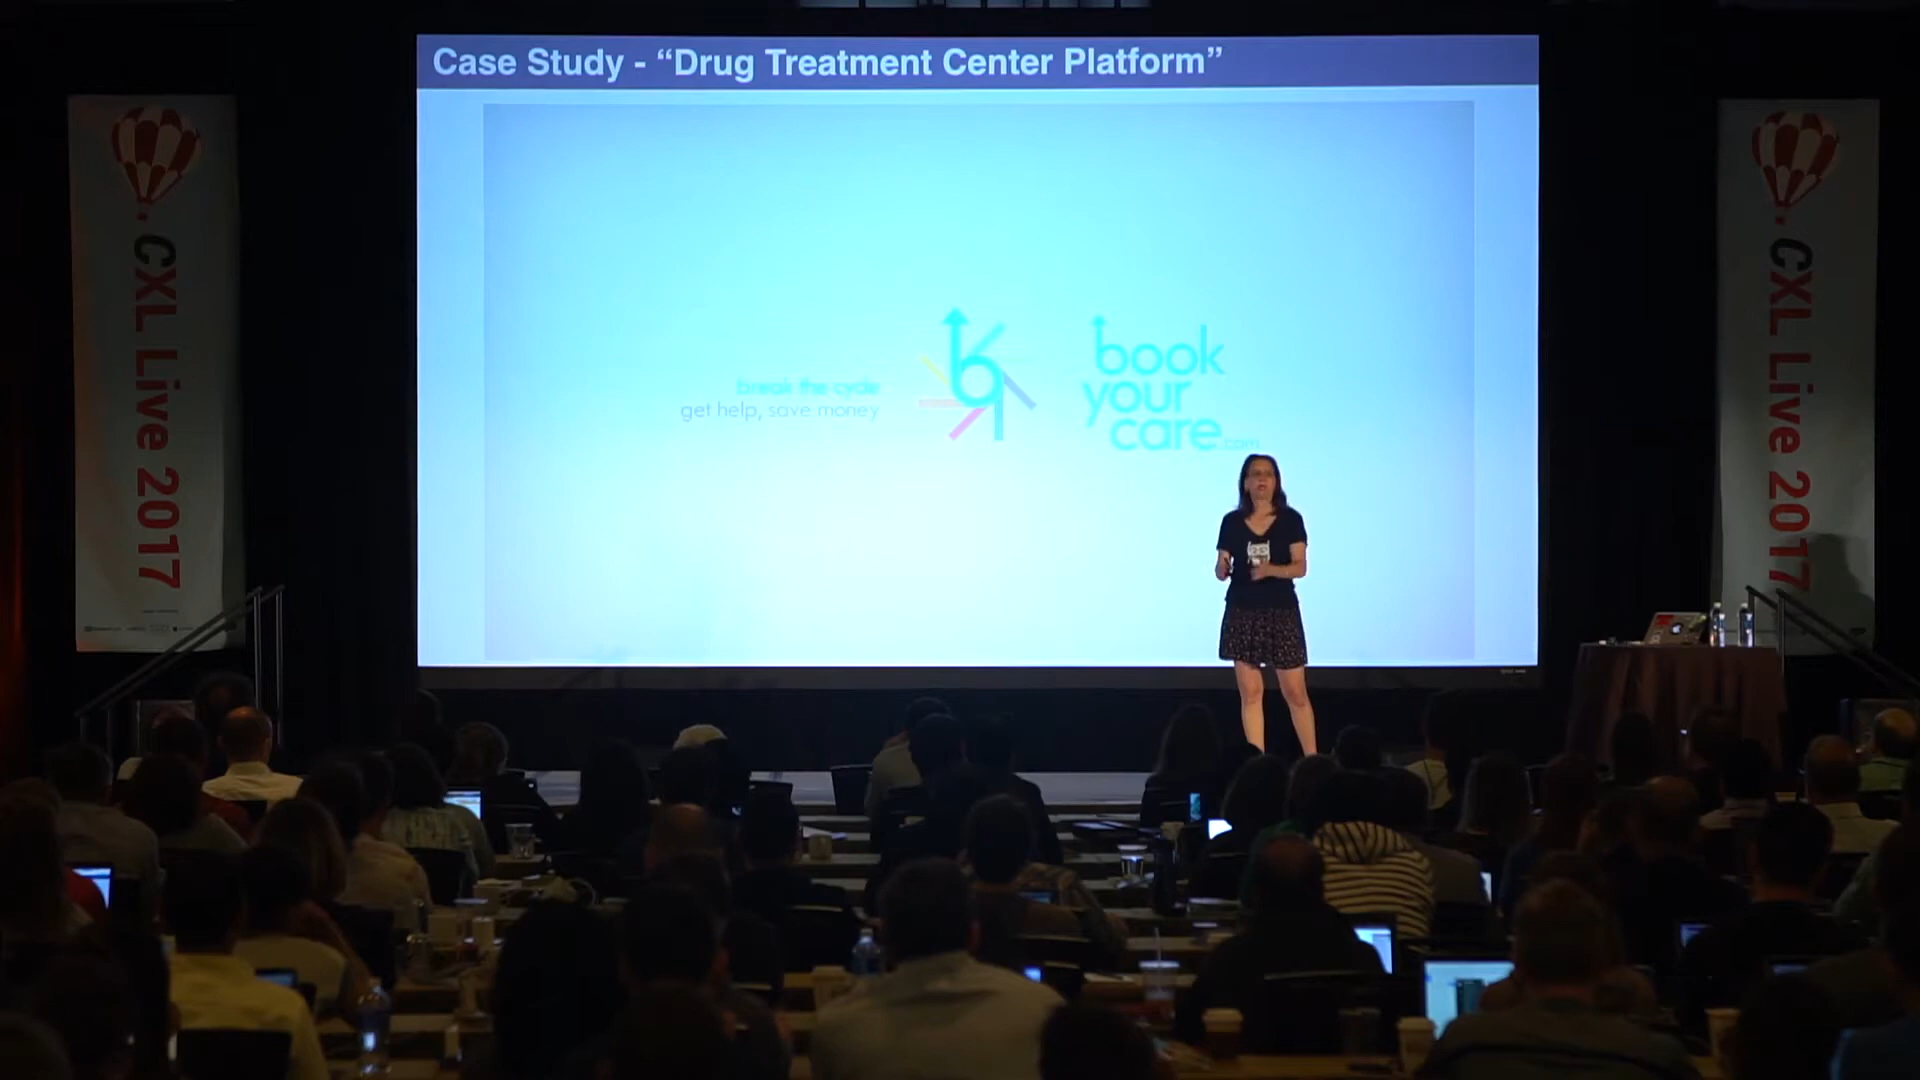 Case Study - “Drug Treatment Center Platform”
break the cycle
get help, save money
book
your
care.com
CXL Live 2017
CXL Live 2017